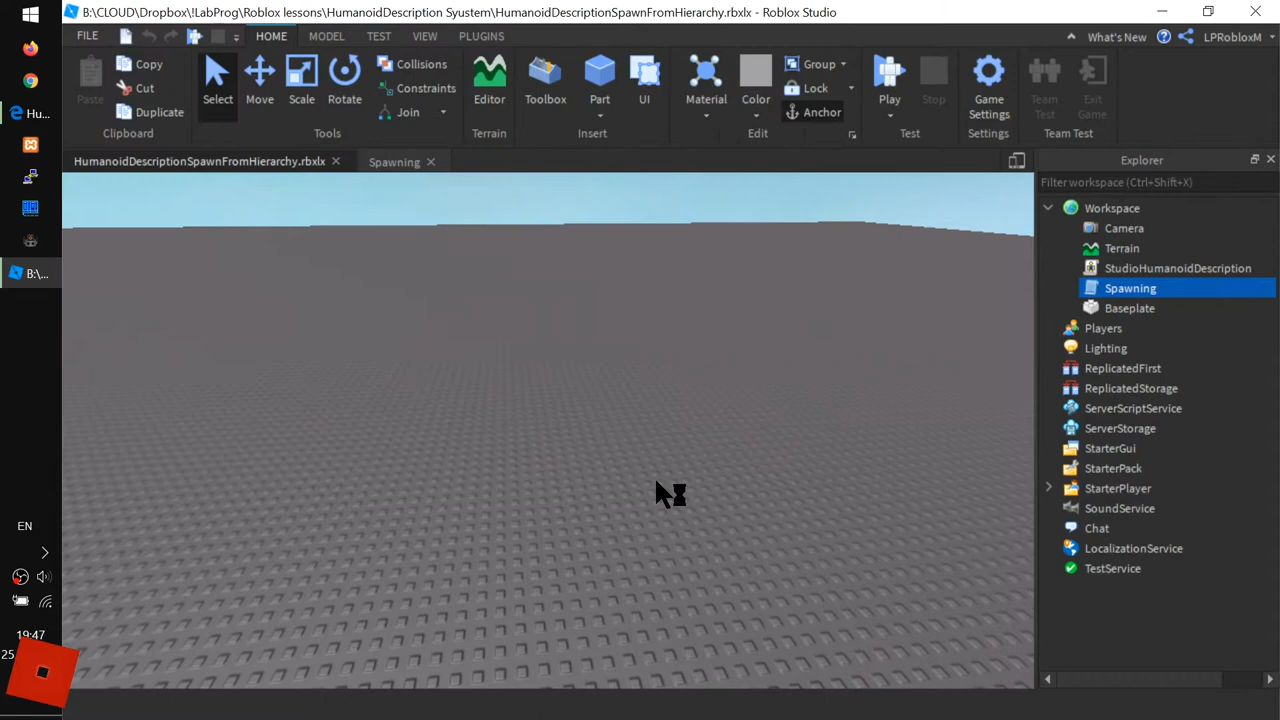 B:\CLOUD\Dropbox\!LabProg\Roblox lessons\HumanoidDescription Syustem\HumanoidDescriptionSpawnFromHierarchy.rbxlx - Roblox Studio
FILE HOME MODEL TEST VIEW PLUGINS What's New LPRobloxM
Paste Copy Cut Duplicate Clipboard
Select Move Scale Rotate Collisions Constraints Join Tools
Editor Terrain
Toolbox Part UI Insert
Material Color Group Lock Anchor Edit
Play Stop Test
Game Settings Settings
Team Test Exit Game Team Test
HumanoidDescriptionSpawnFromHierarchy.rbxlx Spawning
Explorer
Filter workspace (Ctrl+Shift+X)
Workspace
Camera
Terrain
StudioHumanoidDescription
Spawning
Baseplate
Players
Lighting
ReplicatedFirst
ReplicatedStorage
ServerScriptService
ServerStorage
StarterGui
StarterPack
StarterPlayer
SoundService
Chat
LocalizationService
TestService
Hu...
B:\...
EN
19:47
25